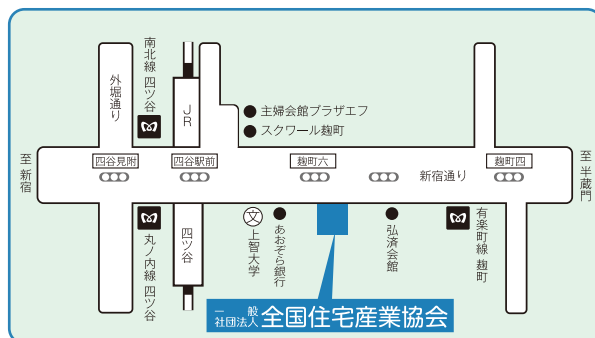 南北線 四ツ谷
外堀通り
JR
主婦会館プラザエフ
スクワール麹町
至 新宿
四谷見附
四谷駅前
麹町六
新宿通り
麹町四
至 半蔵門
丸ノ内線 四ツ谷
四ツ谷
文
上智大学
あおぞら銀行
弘済会館
有楽町線 麹町
一般
社団法人 全国住宅産業協会